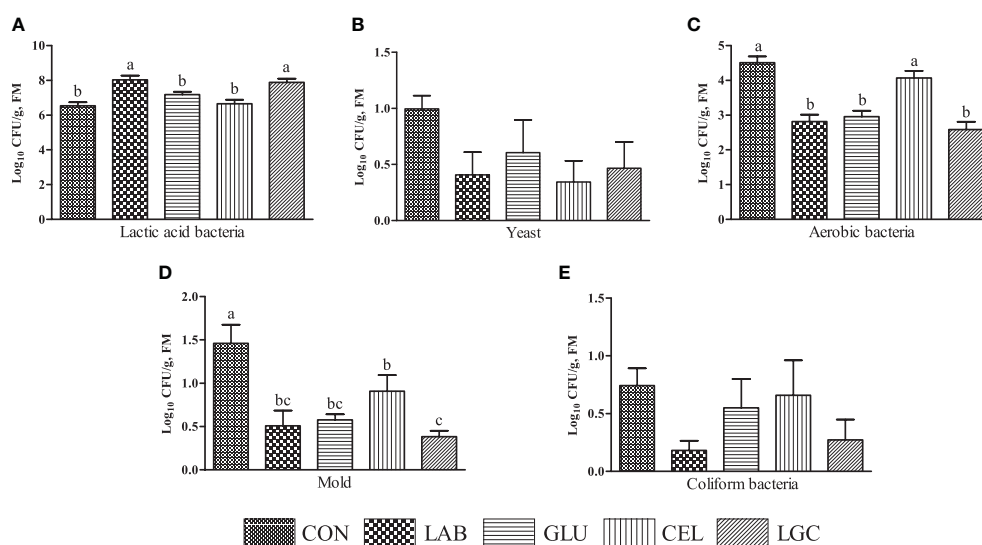 A
Log10 CFU/g, FM
10
8
6
4
2
0
b a b b a
Lactic acid bacteria
B
Log10 CFU/g, FM
1.5
1.0
0.5
0.0
Yeast
C
Log10 CFU/g, FM
5
4
3
2
1
0
a b b a b
Aerobic bacteria
D
Log10 CFU/g, FM
2.0
1.5
1.0
0.5
0.0
a bc bc b c
Mold
E
Log10 CFU/g, FM
1.5
1.0
0.5
0.0
Coliform bacteria
CON LAB GLU CEL LGC